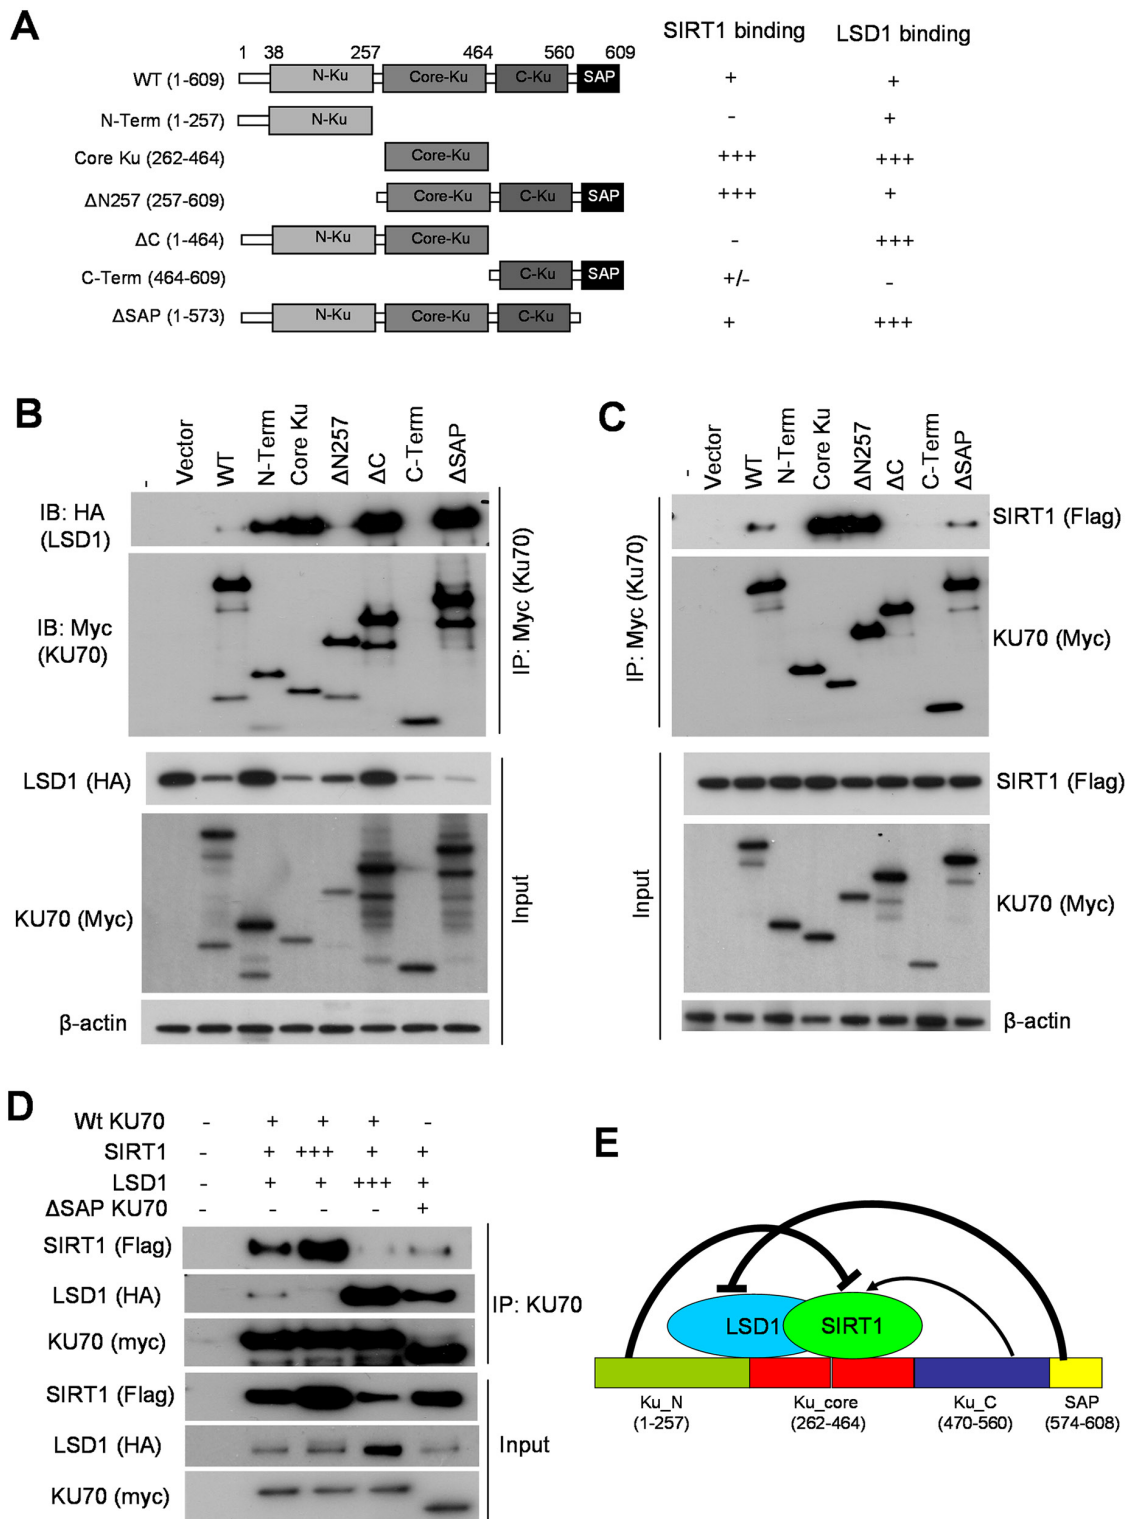 A
SIRT1 binding LSD1 binding
1 38 257 464 560 609
WT (1-609) N-Ku Core-Ku C-Ku SAP + +
N-Term (1-257) N-Ku - +
Core Ku (262-464) Core-Ku +++ +++
ΔN257 (257-609) Core-Ku C-Ku SAP +++ +
ΔC (1-464) N-Ku Core-Ku - +++
C-Term (464-609) C-Ku SAP +/- -
ΔSAP (1-573) N-Ku Core-Ku C-Ku + +++
B
- Vector WT N-Term Core Ku ΔN257 ΔC C-Term ΔSAP
IB: HA
(LSD1)
IB: Myc
(KU70)
IP: Myc (Ku70)
LSD1 (HA)
KU70 (Myc)
β-actin
Input
C
- Vector WT N-Term Core Ku ΔN257 ΔC C-Term ΔSAP
IP: Myc (Ku70)
SIRT1 (Flag)
KU70 (Myc)
Input
SIRT1 (Flag)
KU70 (Myc)
β-actin
D
Wt KU70 - + + + -
SIRT1 - + +++ + +
LSD1 - + + +++ +
ΔSAP KU70 - - - - +
SIRT1 (Flag)
LSD1 (HA)
KU70 (myc)
IP: KU70
SIRT1 (Flag)
LSD1 (HA)
KU70 (myc)
Input
E
LSD1 SIRT1
Ku_N Ku_core Ku_C SAP
(1-257) (262-464) (470-560) (574-608)